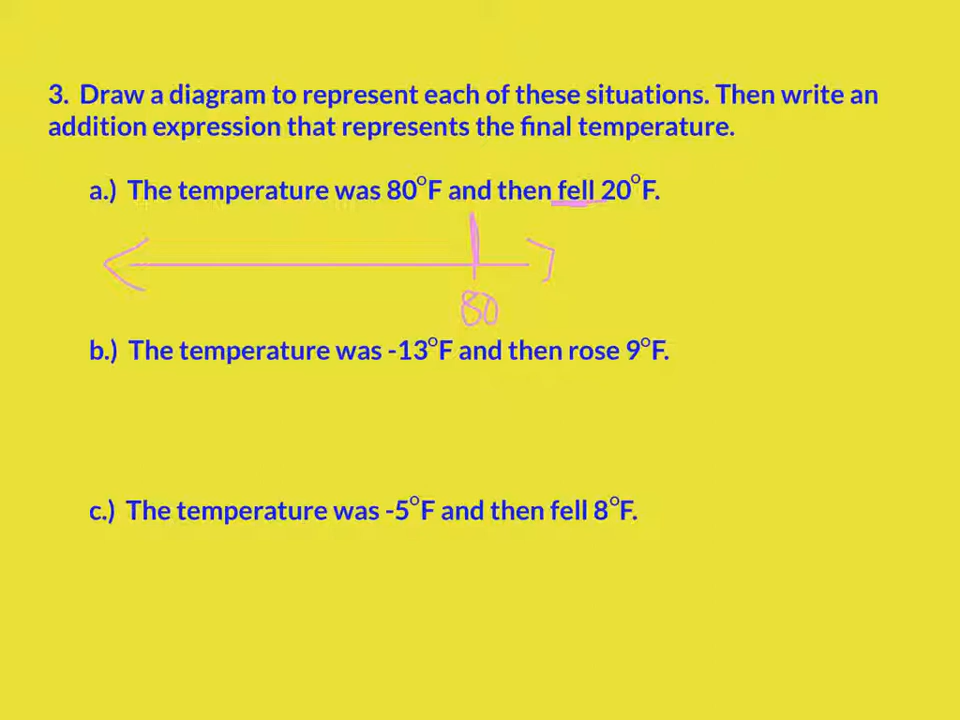 3. Draw a diagram to represent each of these situations. Then write an
addition expression that represents the final temperature.
a.) The temperature was 80°F and then fell 20°F.
80
b.) The temperature was -13°F and then rose 9°F.
c.) The temperature was -5°F and then fell 8°F.